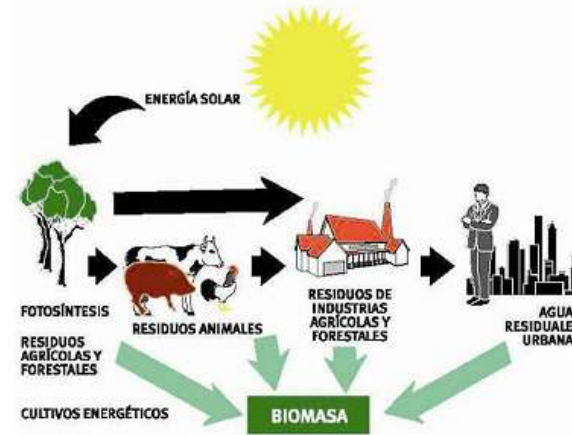 ENERGÍA SOLAR
FOTOSÍNTESIS
RESIDUOS
AGRÍCOLAS Y
FORESTALES
CULTIVOS ENERGÉTICOS
RESIDUOS ANIMALES
RESIDUOS DE
INDUSTRIAS
AGRÍCOLAS Y
FORESTALES
AGUA
RESIDUALE
URBANA
BIOMASA